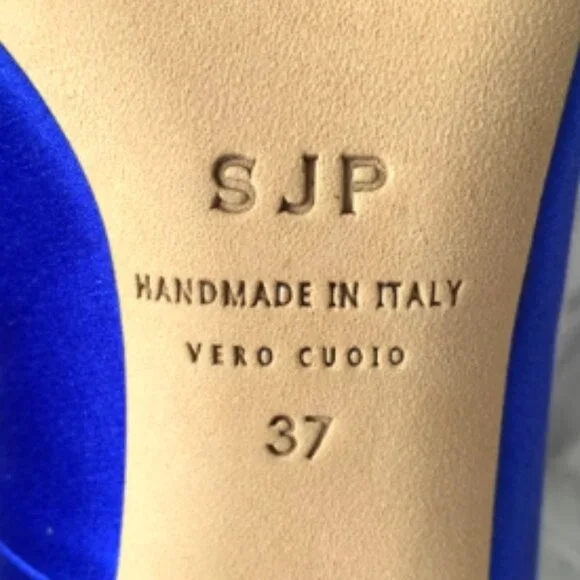 SJP
HANDMADE IN ITALY
VERO CUOIO
37